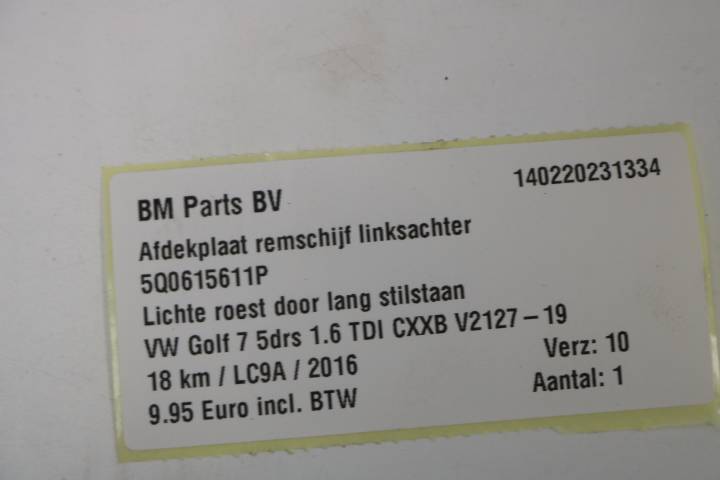 BM Parts BV 140220231334
Afdekplaat remschijf linksachter
5Q0615611P
Lichte roest door lang stilstaan
VW Golf 7 5drs 1.6 TDI CXXB V2127 – 19
18 km / LC9A / 2016 Verz: 10
9.95 Euro incl. BTW Aantal: 1